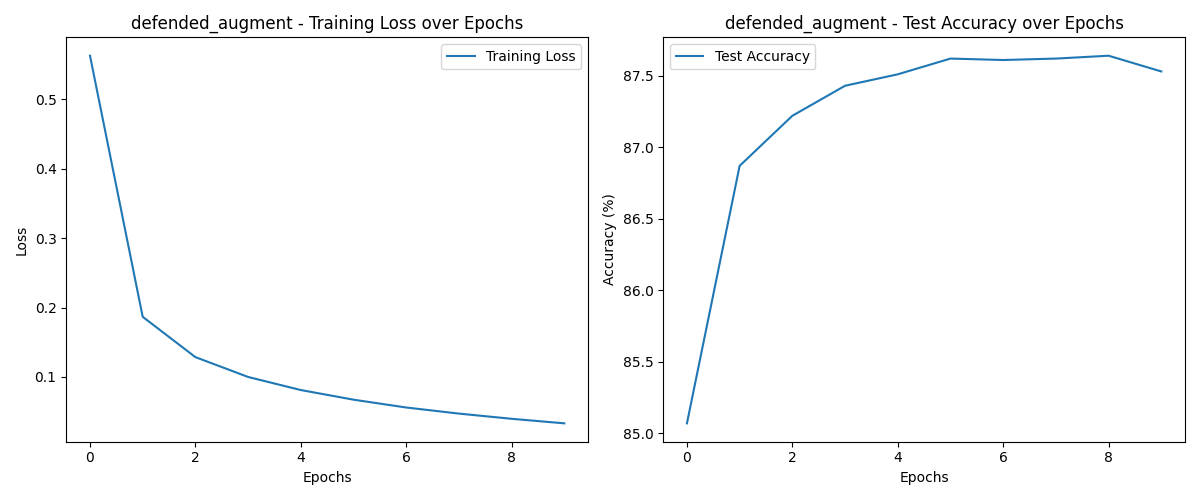 defended_augment - Training Loss over Epochs
Training Loss
0.5
0.4
0.3
0.2
0.1
Loss
0 2 4 6 8
Epochs
defended_augment - Test Accuracy over Epochs
Test Accuracy
87.5
87.0
86.5
86.0
85.5
85.0
Accuracy (%)
0 2 4 6 8
Epochs